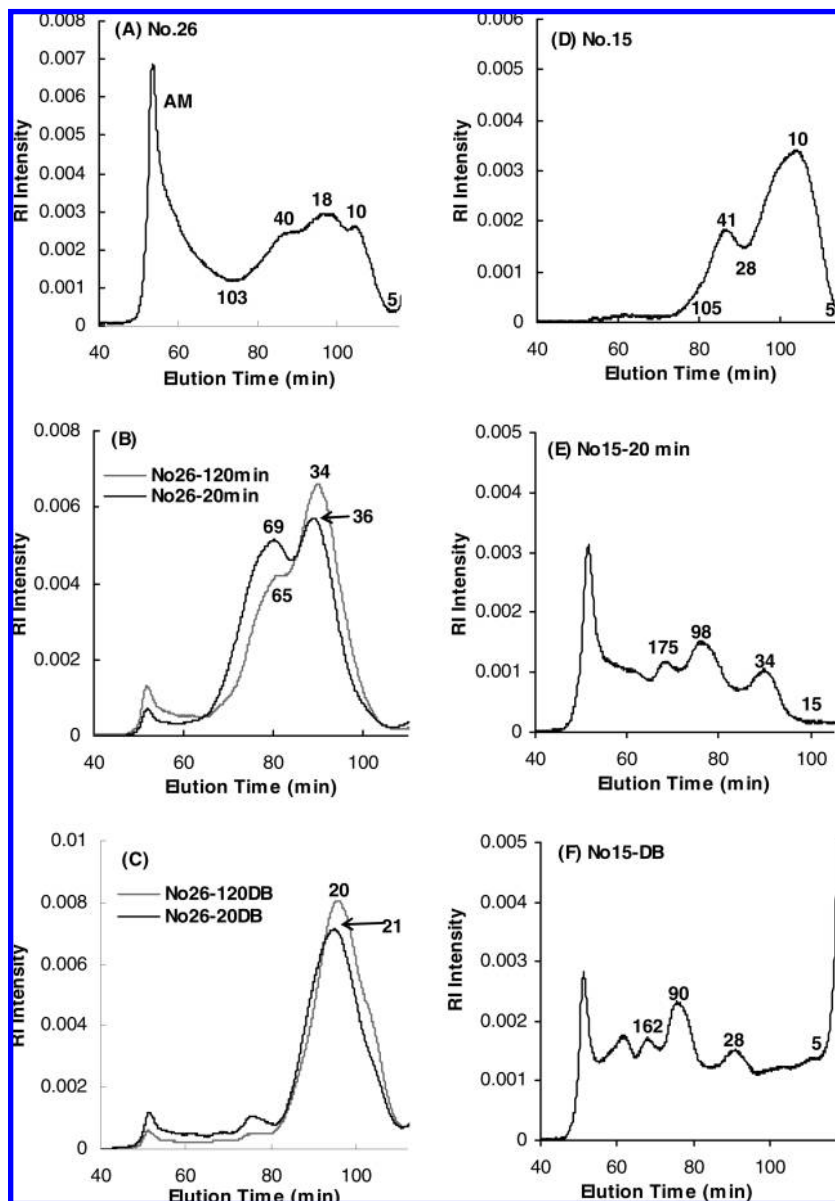 (A) No.26
0.008
0.007
0.006
0.005
0.004
0.003
0.002
0.001
0
RI Intensity
AM
103
40
18
10
5
40 60 80 100
Elution Time (min)
(D) No.15
0.006
0.005
0.004
0.003
0.002
0.001
0
RI Intensity
105
41
28
10
5
40 60 80 100
Elution Time (min)
(B)
No26-120min
No26-20min
0.008
0.006
0.004
0.002
0
RI Intensity
69
65
34
36
40 60 80 100
Elution Time (min)
(E) No15-20 min
0.005
0.004
0.003
0.002
0.001
0
RI Intensity
175
98
34
15
40 60 80 100
Elution Time (min)
(C)
No26-120DB
No26-20DB
0.01
0.008
0.006
0.004
0.002
0
RI Intensity
20
21
40 60 80 100
Elution Time (min)
(F) No15-DB
0.005
0.004
0.003
0.002
0.001
0
RI Intensity
162
90
28
5
40 60 80 100
Elution Time (min)